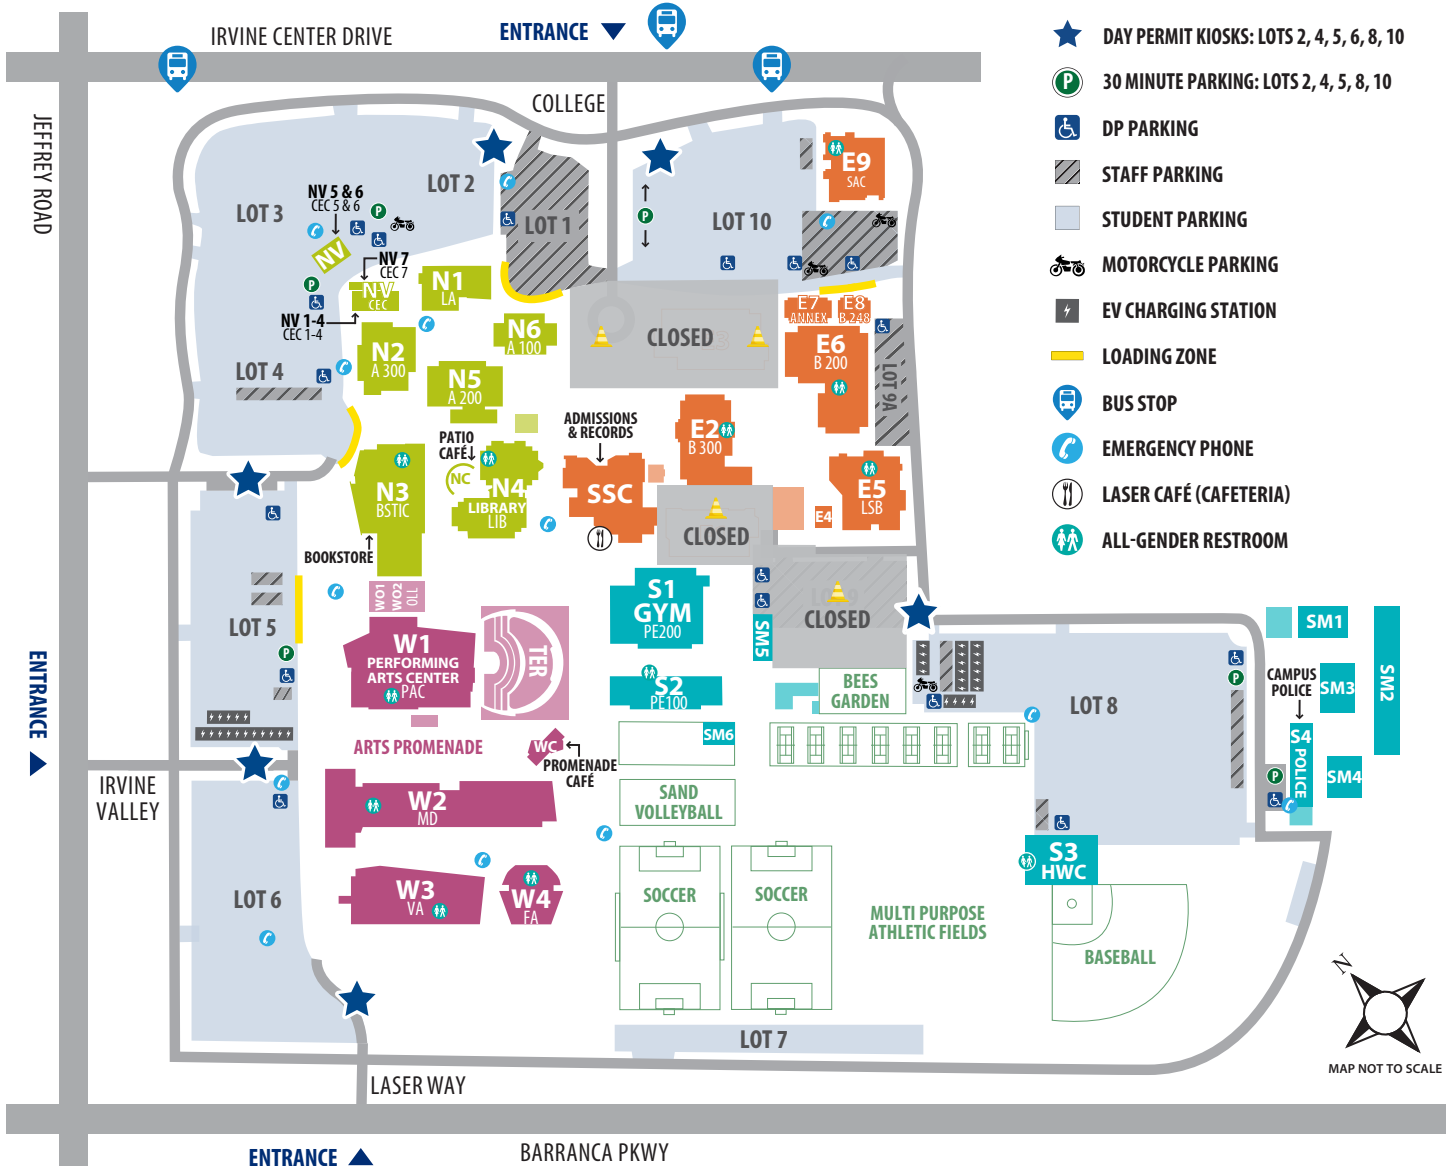 IRVINE CENTER DRIVE
ENTRANCE
JEFFREY ROAD
COLLEGE
DAY PERMIT KIOSKS: LOTS 2, 4, 5, 6, 8, 10
P
30 MINUTE PARKING: LOTS 2, 4, 5, 8, 10
DP PARKING
STAFF PARKING
STUDENT PARKING
MOTORCYCLE PARKING
EV CHARGING STATION
LOADING ZONE
BUS STOP
EMERGENCY PHONE
LASER CAFÉ (CAFETERIA)
ALL-GENDER RESTROOM
LOT 2
LOT 3
NV 5 & 6
CEC 5 & 6
P
NV
NV 7
CEC 7
P
N-V
CEC
NV 1-4
CEC 1-4
LOT 1
P
LOT 10
E9
SAC
N1
LA
N6
A 100
CLOSED
E7
ANNEX
E8
B 248
E6
B 200
LOT 9A
N2
A 300
N5
A 200
LOT 4
PATIO
CAFÉ
NC
ADMISSIONS
& RECORDS
E2
B 300
N3
BSTIC
N4
LIBRARY
LIB
SSC
E5
LSB
E4
CLOSED
BOOKSTORE
WO1
WO2
OLL
S1
GYM
PE200
SM5
CLOSED
LOT 5
P
W1
PERFORMING
ARTS CENTER
PAC
TER
S2
PE100
BEES
GARDEN
LOT 8
P
SM1
SM2
SM3
CAMPUS
POLICE
S4
POLICE
SM4
P
ENTRANCE
ARTS PROMENADE
WC
PROMENADE
CAFÉ
SM6
IRVINE
VALLEY
W2
MD
SAND
VOLLEYBALL
S3
HWC
LOT 6
W3
VA
W4
FA
SOCCER
SOCCER
MULTI PURPOSE
ATHLETIC FIELDS
BASEBALL
N
MAP NOT TO SCALE
LOT 7
LASER WAY
ENTRANCE
BARRANCA PKWY